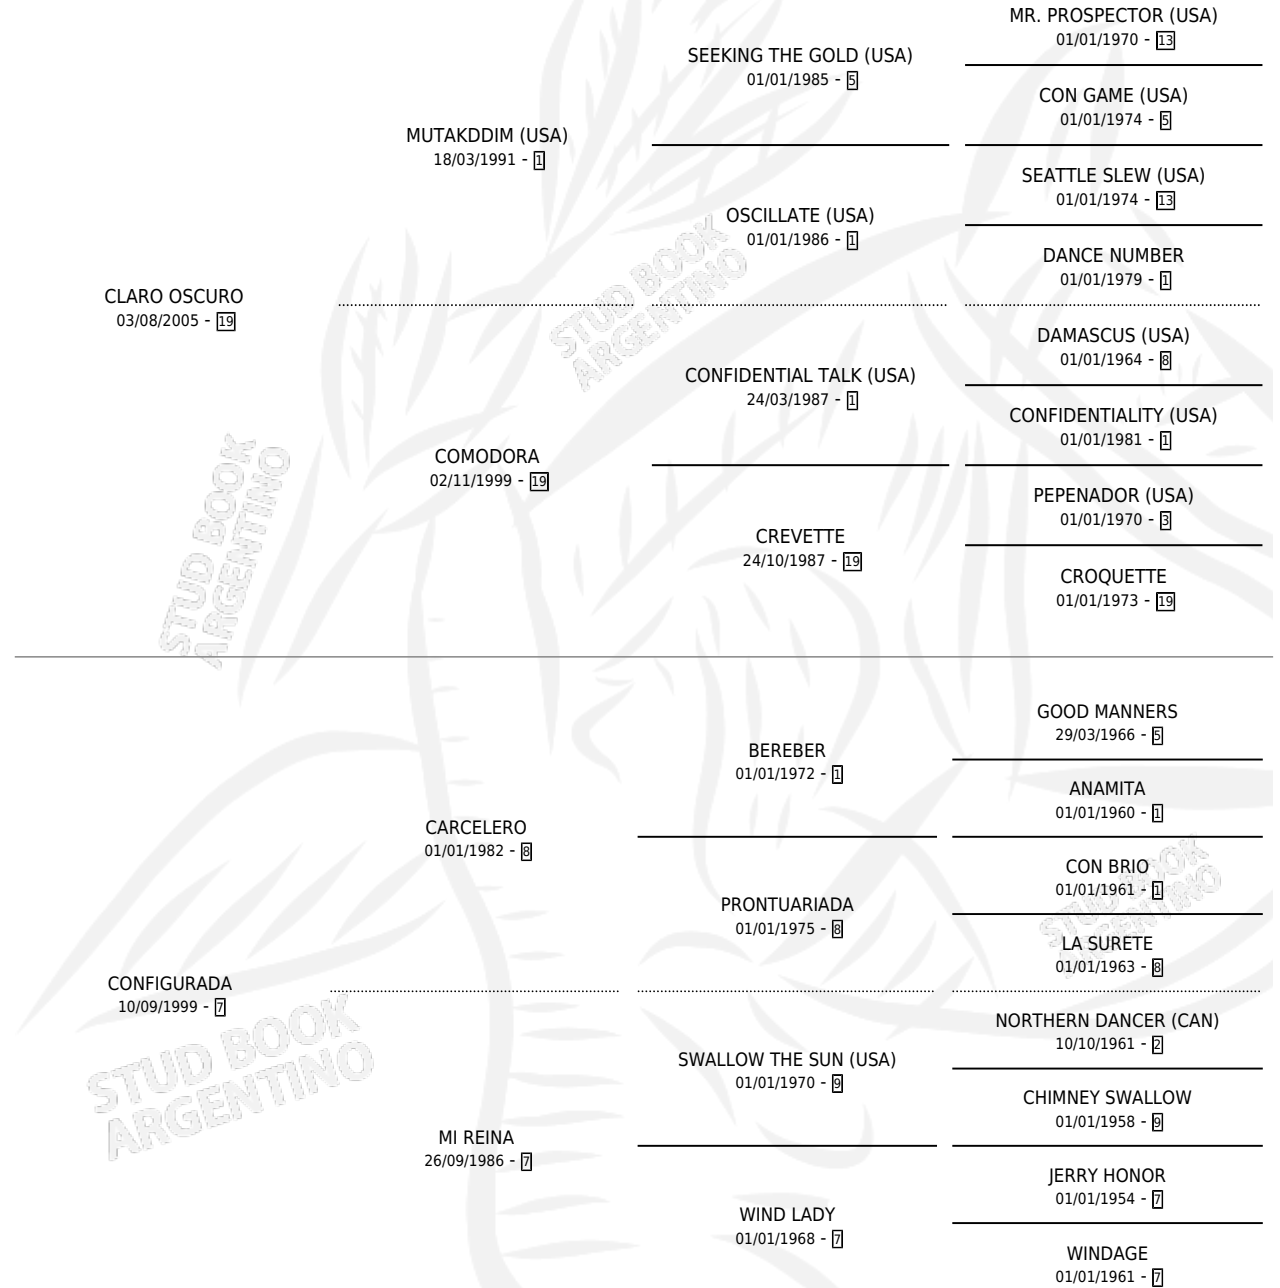 MR. PROSPECTOR (USA)
01/01/1970 - 13
SEEKING THE GOLD (USA)
01/01/1985 - 5
CON GAME (USA)
01/01/1974 - 5
MUTAKDDIM (USA)
18/03/1991 - 1
SEATTLE SLEW (USA)
01/01/1974 - 13
OSCILLATE (USA)
01/01/1986 - 1
DANCE NUMBER
01/01/1979 - 1
CLARO OSCURO
03/08/2005 - 19
STUD BOOK
ARGENTINO
DAMASCUS (USA)
01/01/1964 - 8
CONFIDENTIAL TALK (USA)
24/03/1987 - 1
CONFIDENTIALITY (USA)
01/01/1981 - 1
COMODORA
02/11/1999 - 19
PEPENADOR (USA)
01/01/1970 - 3
CREVETTE
24/10/1987 - 19
CROQUETTE
01/01/1973 - 19
STUD BOOK
ARGENTINO
GOOD MANNERS
29/03/1966 - 5
BEREBER
01/01/1972 - 1
ANAMITA
01/01/1960 - 1
CARCELERO
01/01/1982 - 8
CON BRIO
01/01/1961 - 1
PRONTUARIADA
01/01/1975 - 8
LA SURETE
01/01/1963 - 8
STUD BOOK
ARGENTINO
CONFIGURADA
10/09/1999 - 7
NORTHERN DANCER (CAN)
10/10/1961 - 2
SWALLOW THE SUN (USA)
01/01/1970 - 9
CHIMNEY SWALLOW
01/01/1958 - 9
STUD BOOK
ARGENTINO
MI REINA
26/09/1986 - 7
JERRY HONOR
01/01/1954 - 7
WIND LADY
01/01/1968 - 7
WINDAGE
01/01/1961 - 7